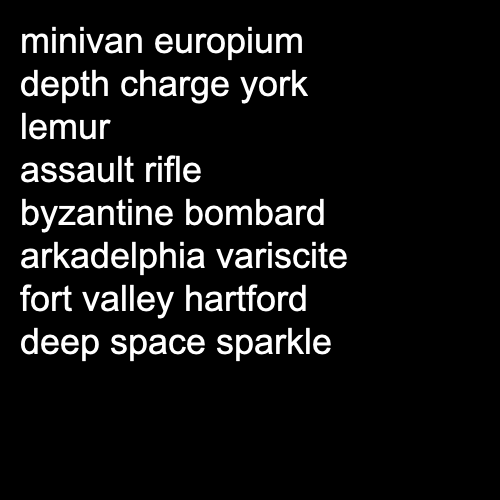 minivan europium
depth charge york
lemur
assault rifle
byzantine bombard
arkadelphia variscite
fort valley hartford
deep space sparkle